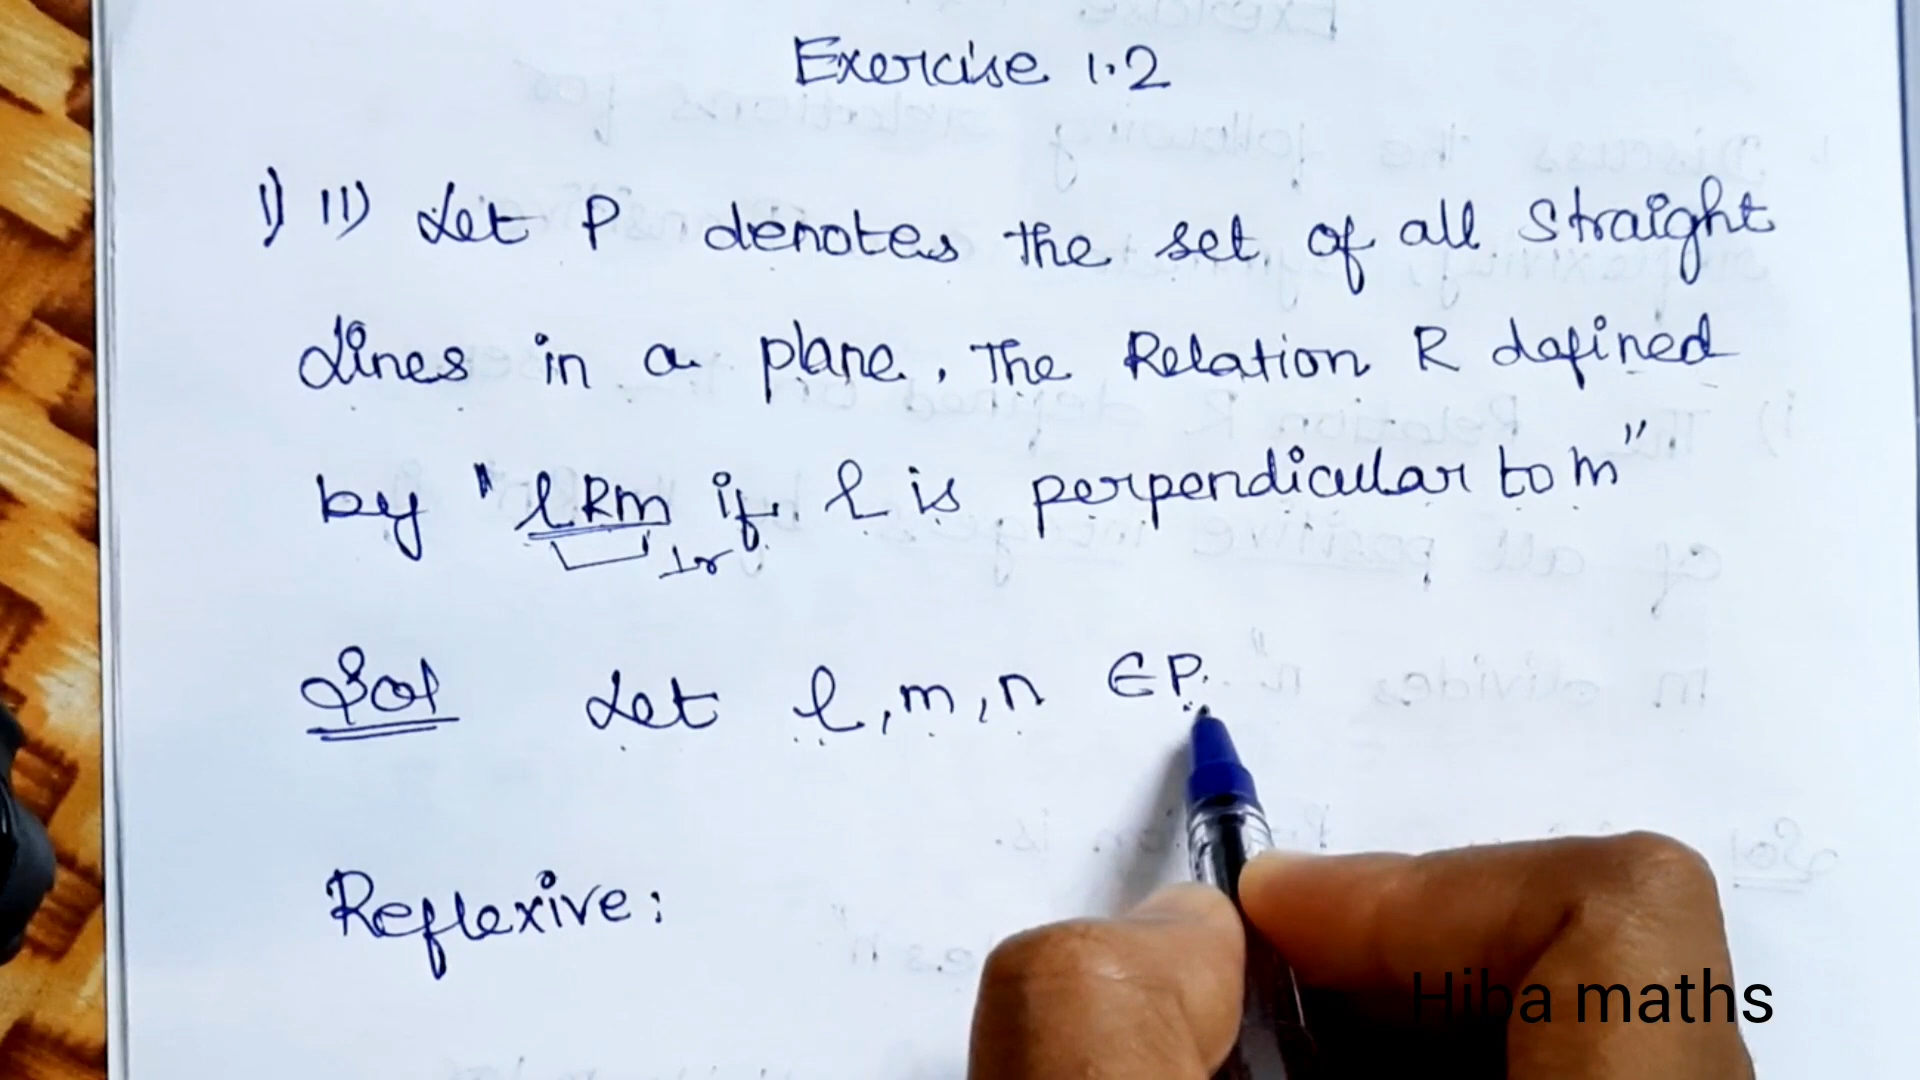 Exercise 1.2
1) ii) Let P denotes the set of all straight
lines in a plane. The Relation R defined
by "lRm if l is perpendicular to m"
⊥r
Sol Let l, m, n ∈ P.
Reflexive:
Hiba maths